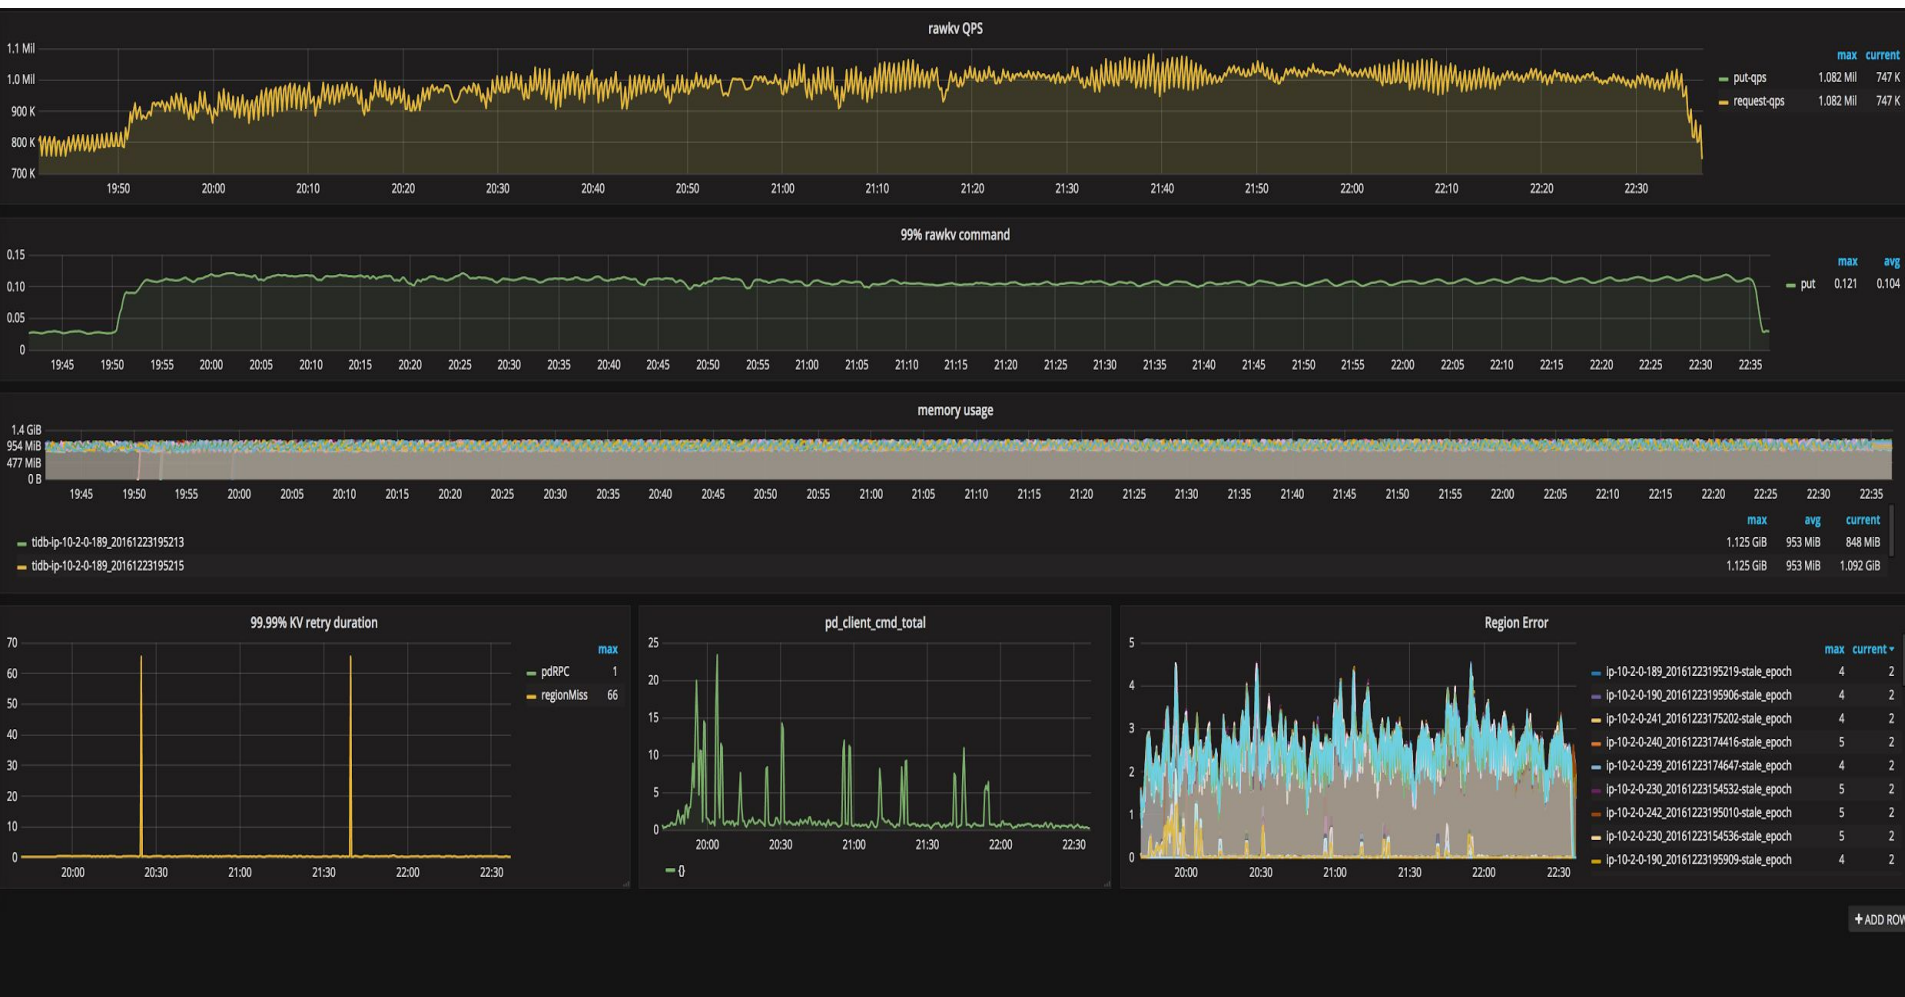 rawkv QPS
1.1 Mil
1.0 Mil
900 K
800 K
700 K
19:50 20:00 20:10 20:20 20:30 20:40 20:50 21:00 21:10 21:20 21:30 21:40 21:50 22:00 22:10 22:20 22:30
max current
put-qps 1.082 Mil 747 K
request-qps 1.082 Mil 747 K
99% rawkv command
0.15
0.10
0.05
0
19:45 19:50 19:55 20:00 20:05 20:10 20:15 20:20 20:25 20:30 20:35 20:40 20:45 20:50 20:55 21:00 21:05 21:10 21:15 21:20 21:25 21:30 21:35 21:40 21:45 21:50 21:55 22:00 22:05 22:10 22:15 22:20 22:25 22:30 22:35
max avg
put 0.121 0.104
memory usage
1.4 GiB
954 MiB
477 MiB
0 B
19:45 19:50 19:55 20:00 20:05 20:10 20:15 20:20 20:25 20:30 20:35 20:40 20:45 20:50 20:55 21:00 21:05 21:10 21:15 21:20 21:25 21:30 21:35 21:40 21:45 21:50 21:55 22:00 22:05 22:10 22:15 22:20 22:25 22:30 22:35
max avg current
tidb-ip-10-2-0-189_20161223195213 1.125 GiB 953 MiB 848 MiB
tidb-ip-10-2-0-189_20161223195215 1.125 GiB 953 MiB 1.092 GiB
99.99% KV retry duration
70
60
50
40
30
20
10
0
20:00 20:30 21:00 21:30 22:00 22:30
max
pdRPC 1
regionMiss 66
pd_client_cmd_total
25
20
15
10
5
0
20:00 20:30 21:00 21:30 22:00 22:30
{}
Region Error
5
4
3
2
1
0
20:00 20:30 21:00 21:30 22:00 22:30
max current
ip-10-2-0-189_20161223195219-stale_epoch 4 2
ip-10-2-0-190_20161223195906-stale_epoch 4 2
ip-10-2-0-241_20161223175202-stale_epoch 4 2
ip-10-2-0-240_20161223174416-stale_epoch 5 2
ip-10-2-0-239_20161223174647-stale_epoch 4 2
ip-10-2-0-230_20161223154532-stale_epoch 5 2
ip-10-2-0-242_20161223195010-stale_epoch 5 2
ip-10-2-0-230_20161223154536-stale_epoch 5 2
ip-10-2-0-190_20161223195909-stale_epoch 4 2
+ ADD ROW